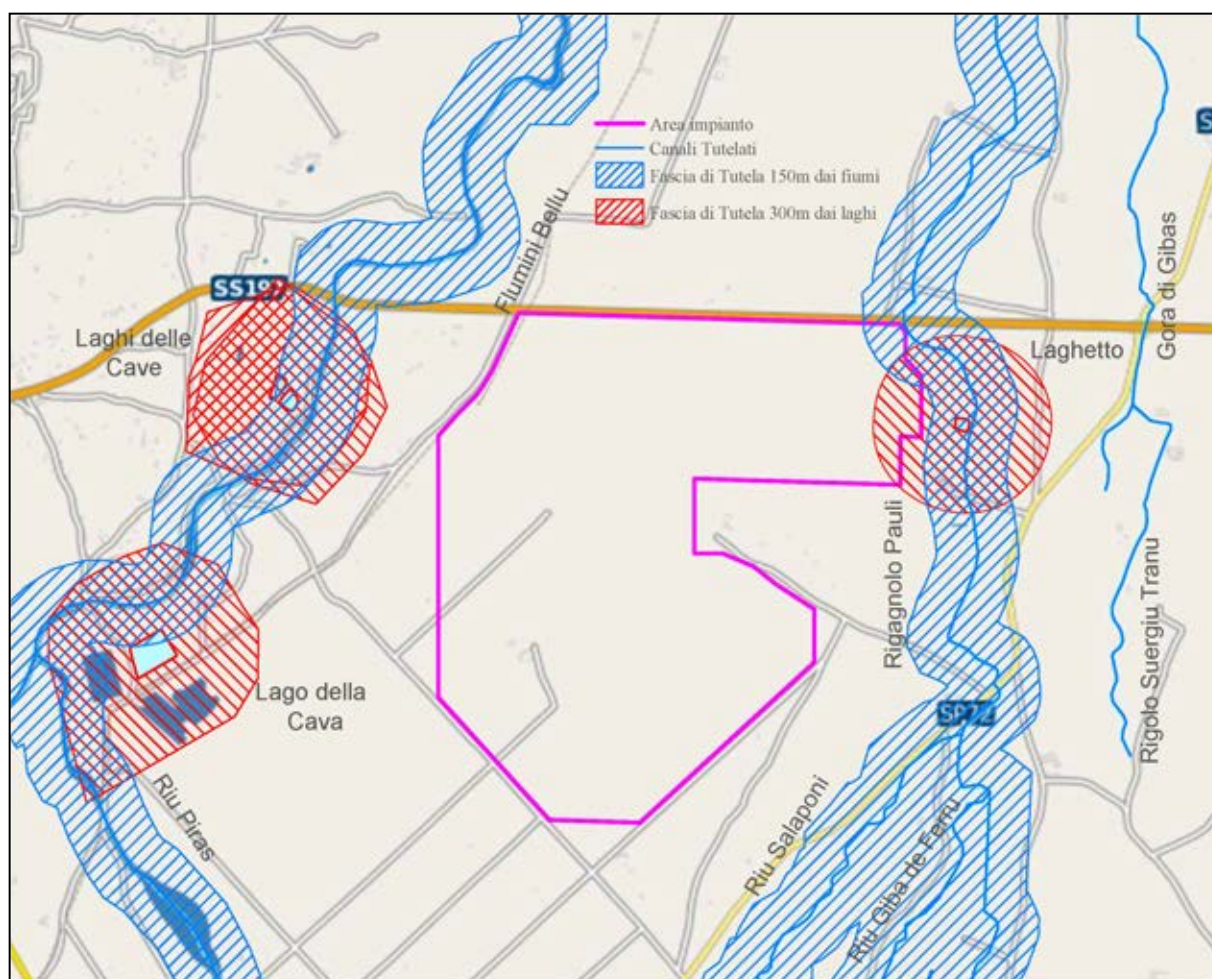 Area impianto
Canali Tutelati
Fascia di Tutela 150m dai fiumi
Fascia di Tutela 300m dai laghi
Flumini Bellu
Gora di Gibas
Laghi delle
Cave
Laghetto
Rigagnolo Pauli
Rigolo Suergiu Tranu
Lago della
Cava
Riu Piras
Riu Salaponi
Riu Giba de Ferru